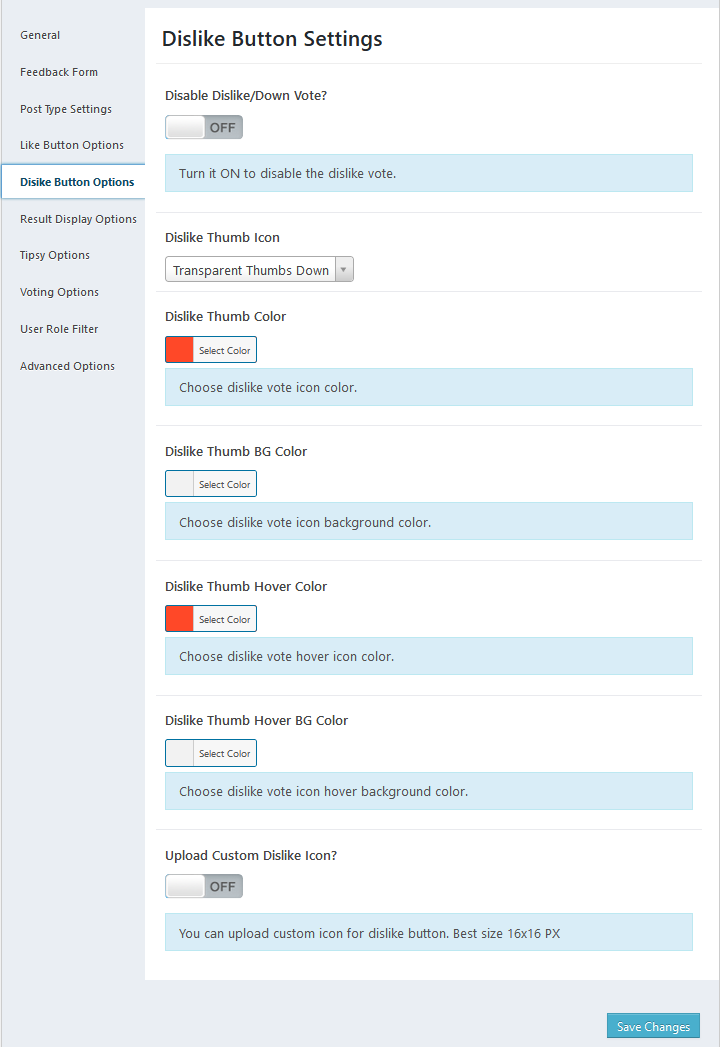 General
Feedback Form
Post Type Settings
Like Button Options
Disike Button Options
Result Display Options
Tipsy Options
Voting Options
User Role Filter
Advanced Options
Dislike Button Settings
Disable Dislike/Down Vote?
OFF
Turn it ON to disable the dislike vote.
Dislike Thumb Icon
Transparent Thumbs Down
Dislike Thumb Color
Select Color
Choose dislike vote icon color.
Dislike Thumb BG Color
Select Color
Choose dislike vote icon background color.
Dislike Thumb Hover Color
Select Color
Choose dislike vote hover icon color.
Dislike Thumb Hover BG Color
Select Color
Choose dislike vote icon hover background color.
Upload Custom Dislike Icon?
OFF
You can upload custom icon for dislike button. Best size 16x16 PX
Save Changes